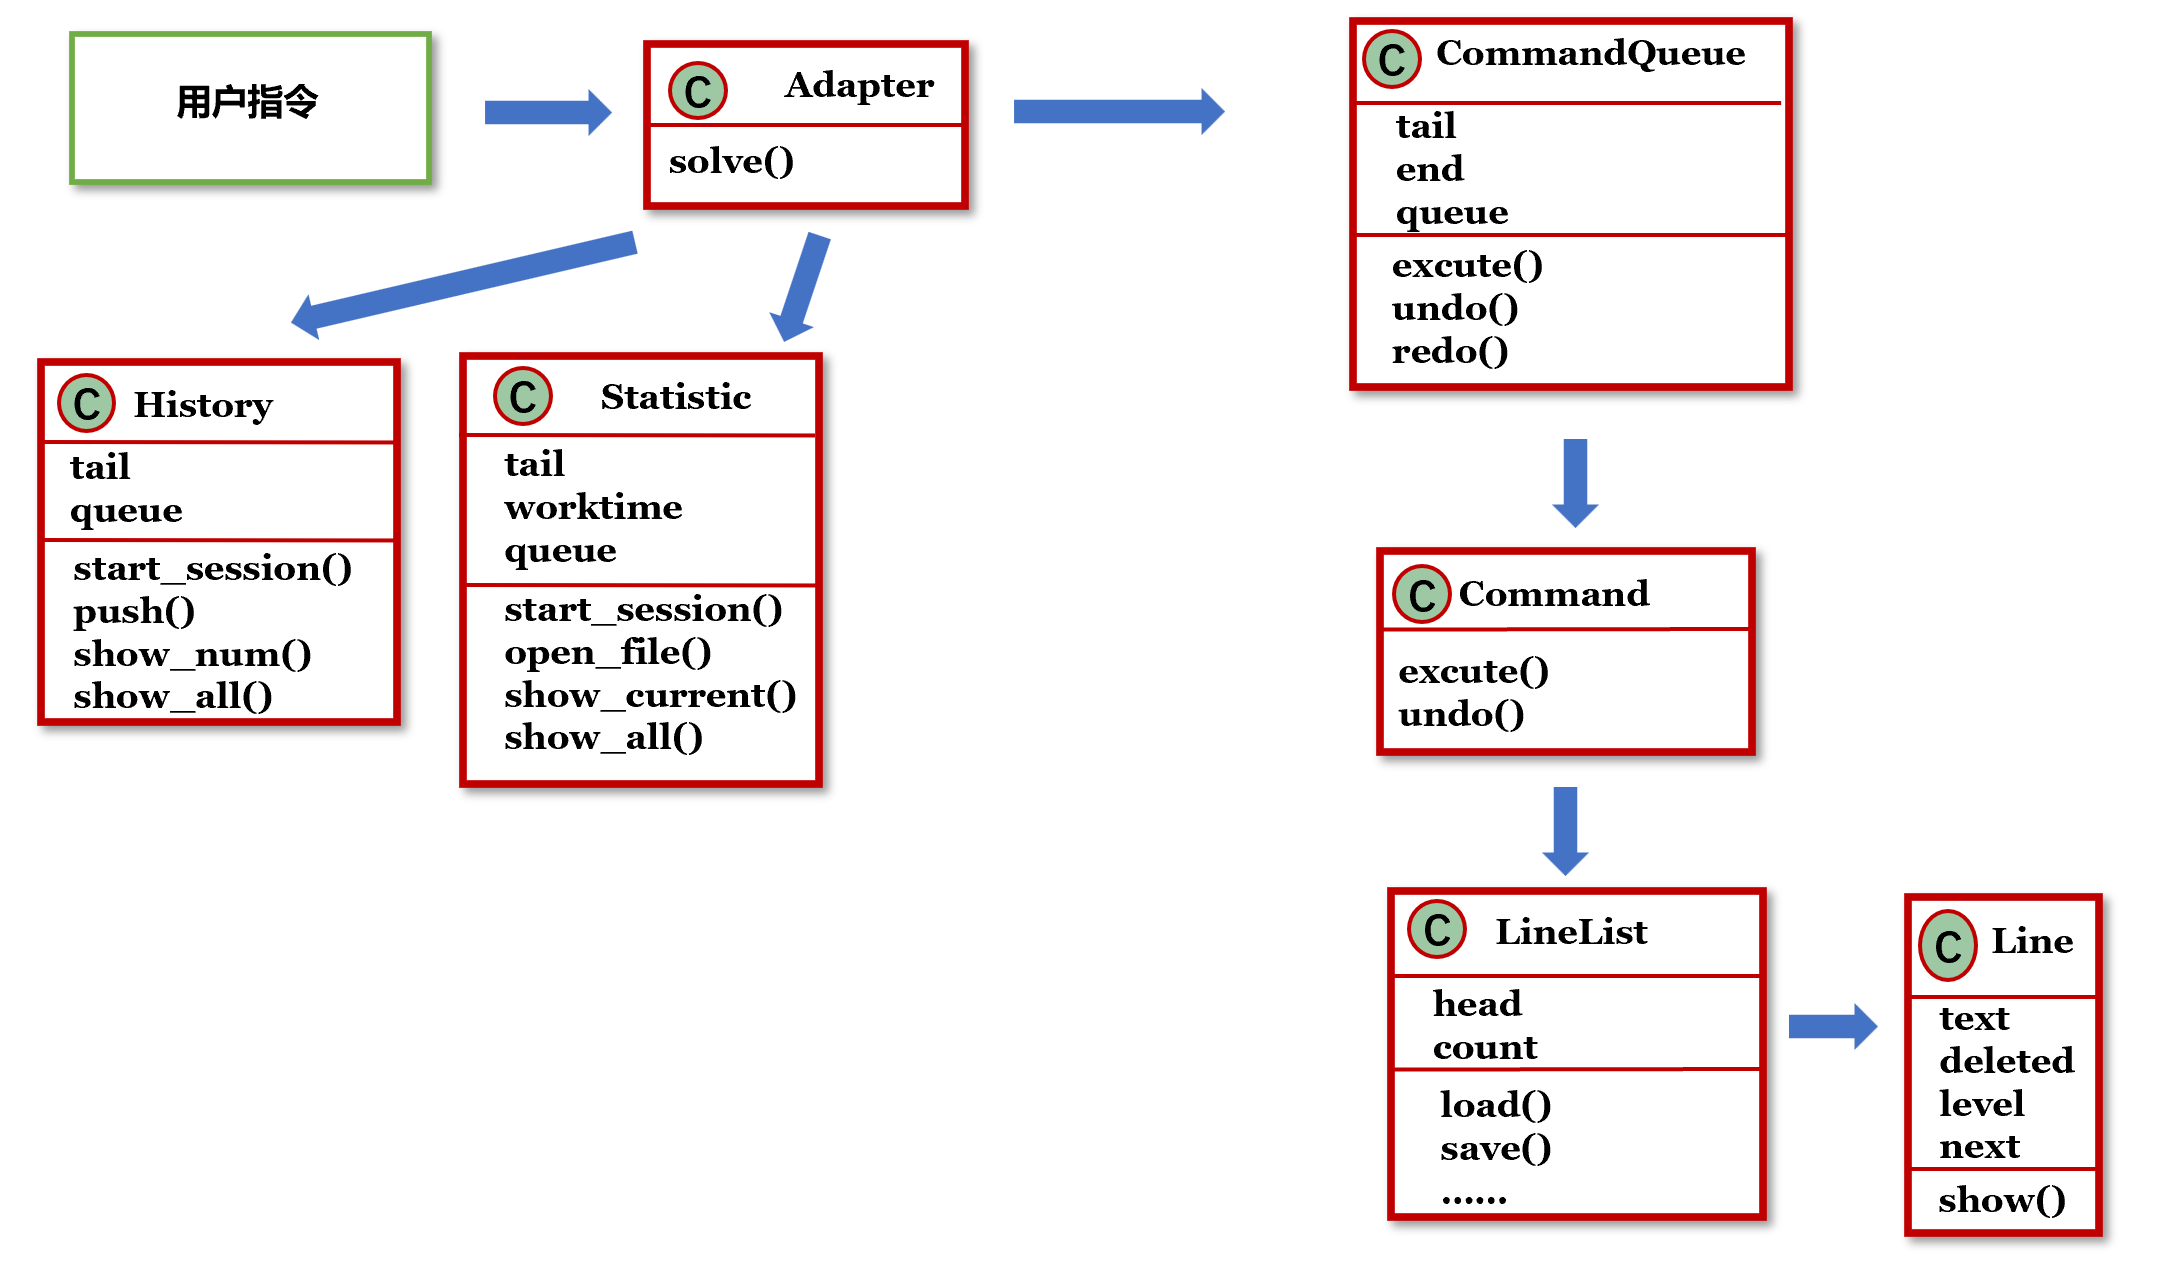 用户指令
C Adapter
solve()
C CommandQueue
tail
end
queue
excute()
undo()
redo()
C History
tail
queue
start_session()
push()
show_num()
show_all()
C Statistic
tail
worktime
queue
start_session()
open_file()
show_current()
show_all()
C Command
excute()
undo()
C LineList
head
count
load()
save()
......
C Line
text
deleted
level
next
show()